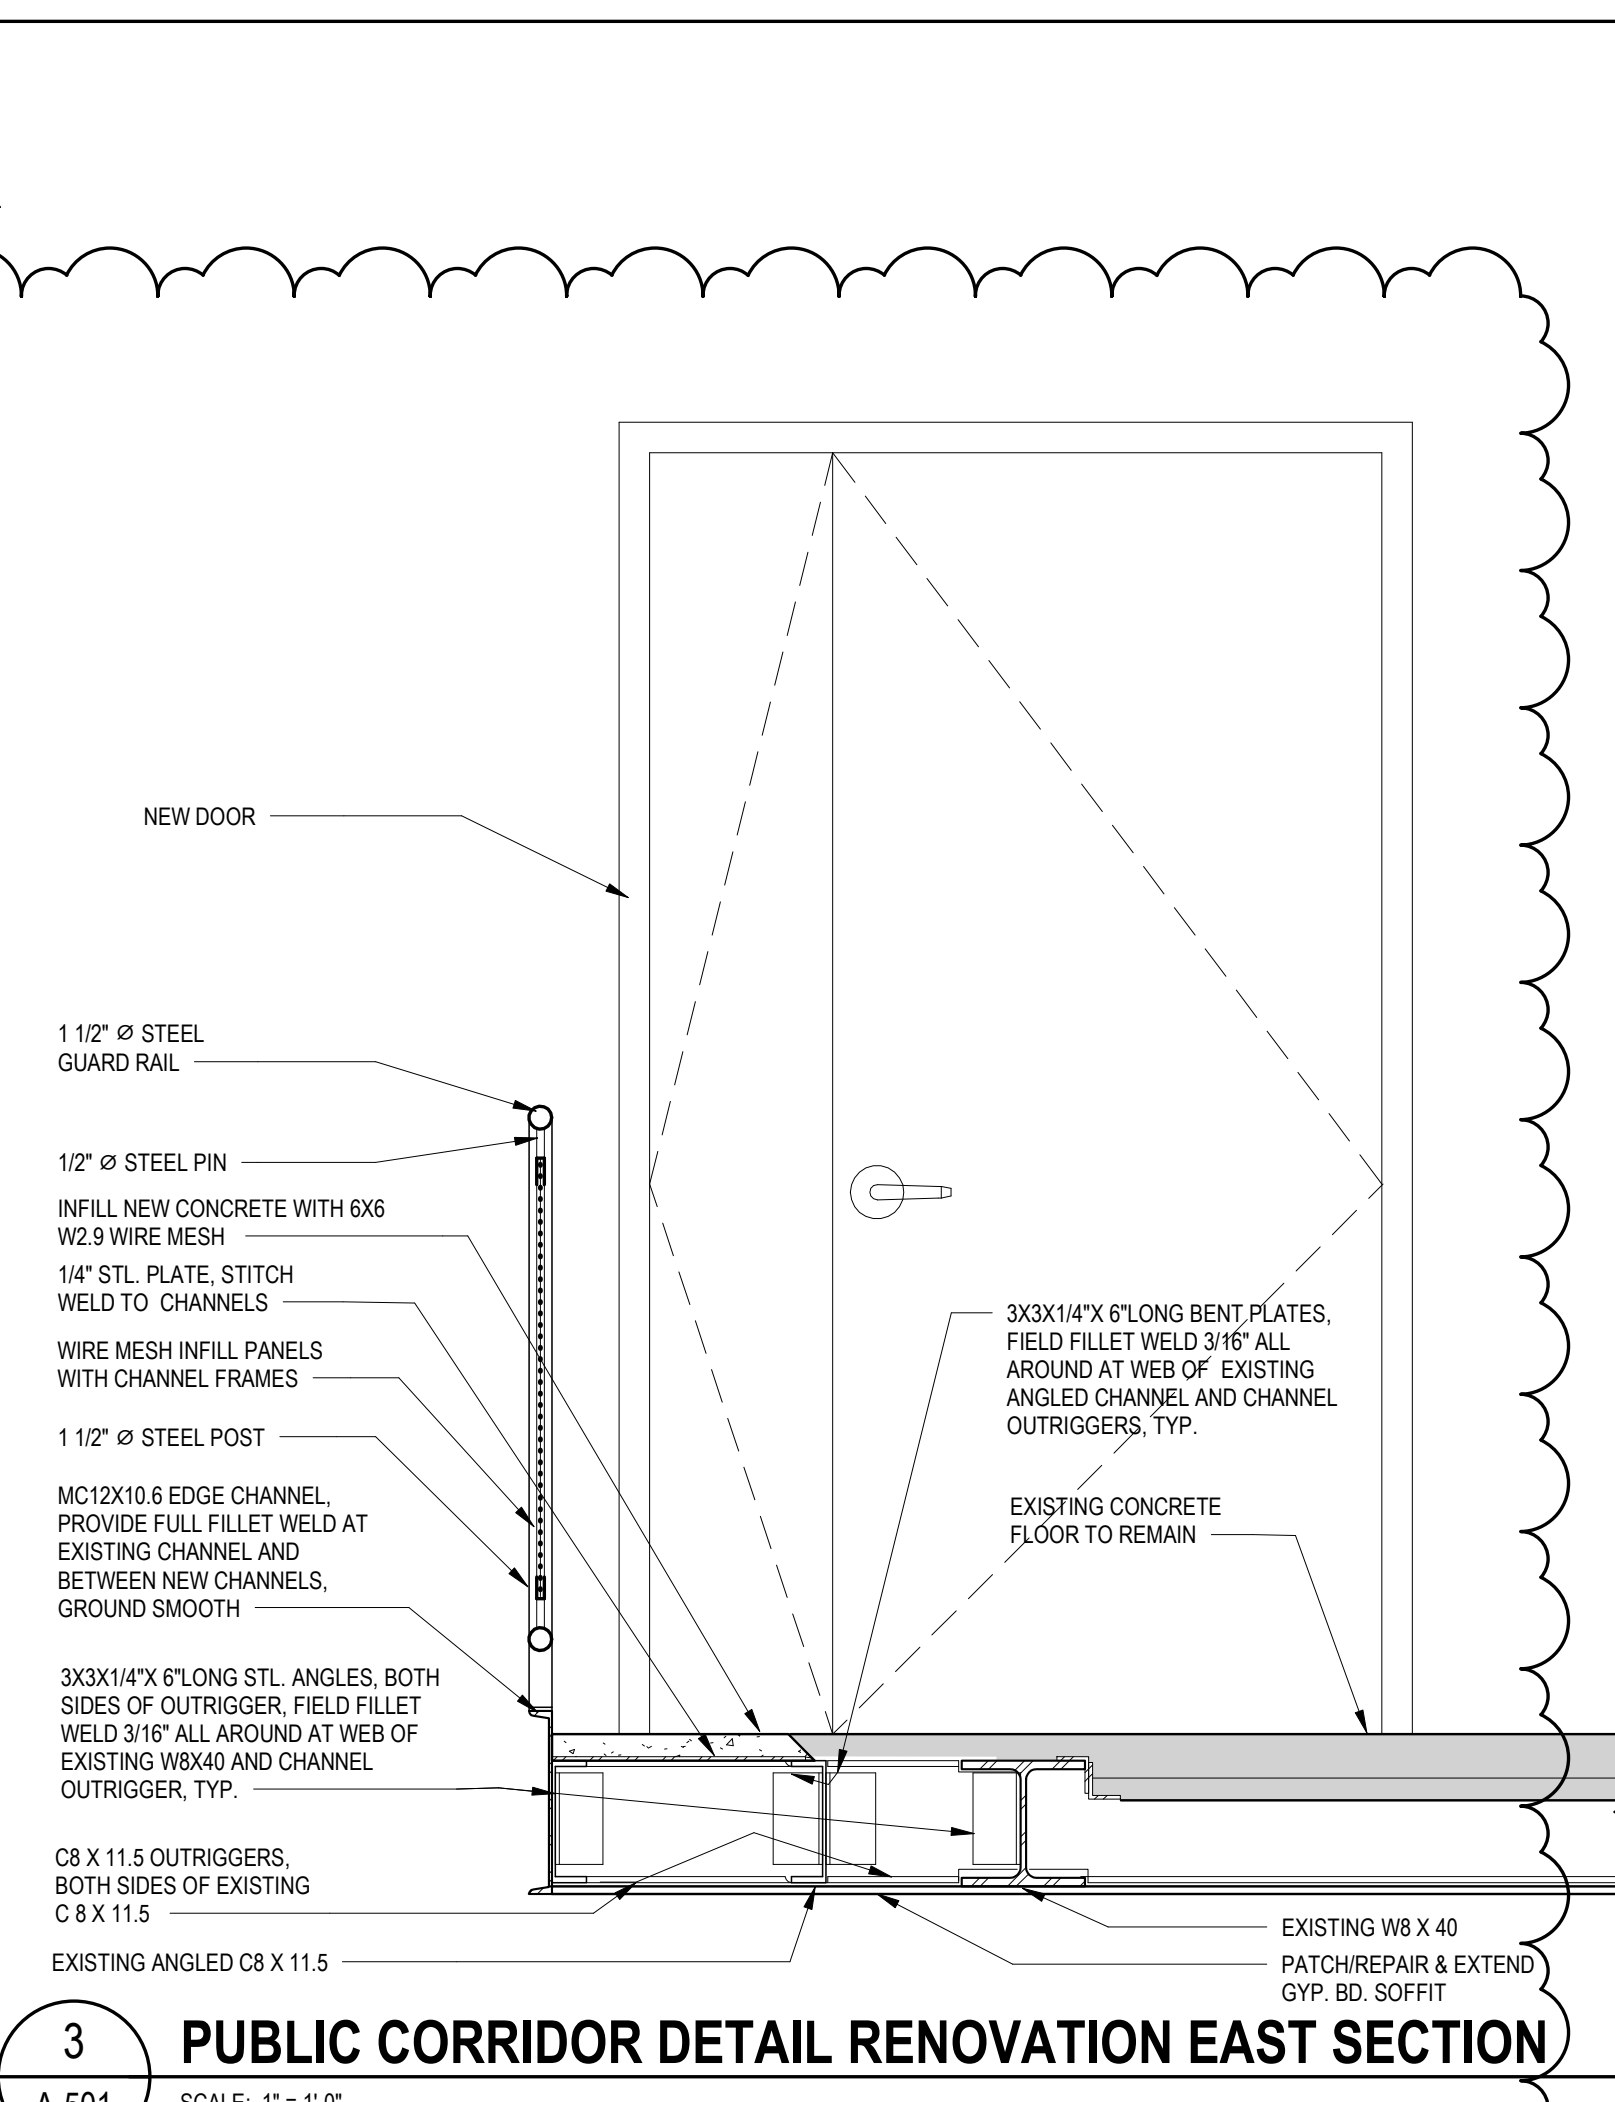 NEW DOOR
1 1/2" Ø STEEL
GUARD RAIL
1/2" Ø STEEL PIN
INFILL NEW CONCRETE WITH 6X6
W2.9 WIRE MESH
1/4" STL. PLATE, STITCH
WELD TO CHANNELS
WIRE MESH INFILL PANELS
WITH CHANNEL FRAMES
1 1/2" Ø STEEL POST
MC12X10.6 EDGE CHANNEL,
PROVIDE FULL FILLET WELD AT
EXISTING CHANNEL AND
BETWEEN NEW CHANNELS,
GROUND SMOOTH
3X3X1/4"X 6"LONG STL. ANGLES, BOTH
SIDES OF OUTRIGGER, FIELD FILLET
WELD 3/16" ALL AROUND AT WEB OF
EXISTING W8X40 AND CHANNEL
OUTRIGGER, TYP.
C8 X 11.5 OUTRIGGERS,
BOTH SIDES OF EXISTING
C 8 X 11.5
EXISTING ANGLED C8 X 11.5
3X3X1/4"X 6"LONG BENT PLATES,
FIELD FILLET WELD 3/16" ALL
AROUND AT WEB OF EXISTING
ANGLED CHANNEL AND CHANNEL
OUTRIGGERS, TYP.
EXISTING CONCRETE
FLOOR TO REMAIN
EXISTING W8 X 40
PATCH/REPAIR & EXTEND
GYP. BD. SOFFIT
3
PUBLIC CORRIDOR DETAIL RENOVATION EAST SECTION
A-501
SCALE: 1" = 1'-0"